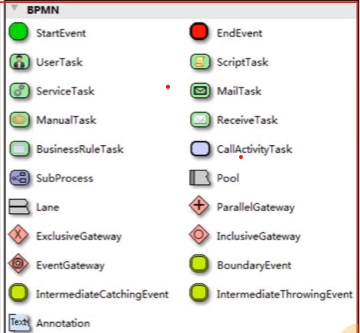 BPMN
StartEvent EndEvent
UserTask ScriptTask
ServiceTask MailTask
ManualTask ReceiveTask
BusinessRuleTask CallActivityTask
SubProcess Pool
Lane ParallelGateway
ExclusiveGateway InclusiveGateway
EventGateway BoundaryEvent
IntermediateCatchingEvent IntermediateThrowingEvent
Text Annotation